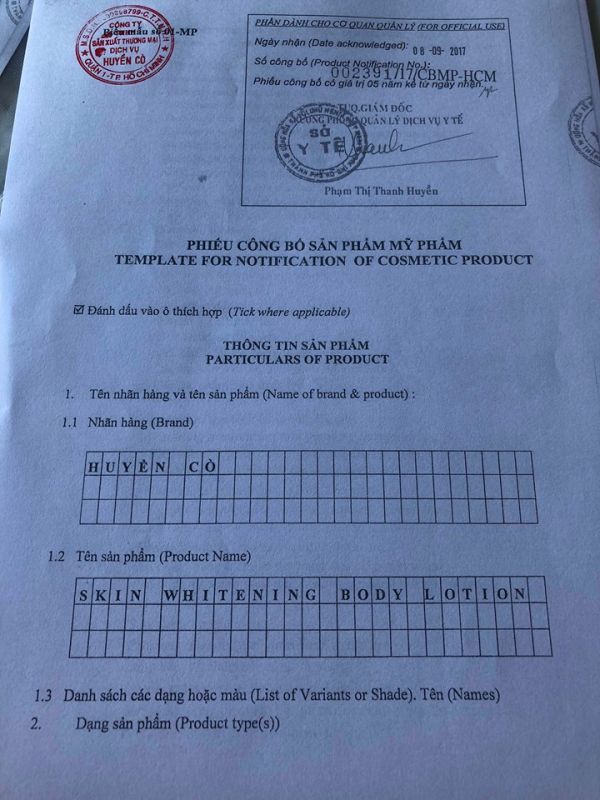 CÔNG TY
SẢN XUẤT THƯƠNG MẠI
DỊCH VỤ
HUYỀN CÒ
QUẬN 1 - T.P HỒ CHÍ MINH
Biểu mẫu số 01-MP
PHẦN DÀNH CHO CƠ QUAN QUẢN LÝ (FOR OFFICIAL USE)
Ngày nhận (Date acknowledged): 08-09-2017
Số công bố (Product Notification No.):
002391/17/CBMP-HCM
Phiếu công bố có giá trị 05 năm kể từ ngày nhận.
TUQ.GIÁM ĐỐC
PHÒNG QUẢN LÝ DỊCH VỤ Y TẾ
SỞ
Y TẾ
Phạm Thị Thanh Huyền
PHIẾU CÔNG BỐ SẢN PHẨM MỸ PHẨM
TEMPLATE FOR NOTIFICATION OF COSMETIC PRODUCT
☑ Đánh dấu vào ô thích hợp (Tick where applicable)
THÔNG TIN SẢN PHẨM
PARTICULARS OF PRODUCT
1. Tên nhãn hàng và tên sản phẩm (Name of brand & product) :
1.1 Nhãn hàng (Brand)
HUYỀN CÒ
1.2 Tên sản phẩm (Product Name)
SKIN WHITENING BODY LOTION
1.3 Danh sách các dạng hoặc màu (List of Variants or Shade). Tên (Names)
2. Dạng sản phẩm (Product type(s))